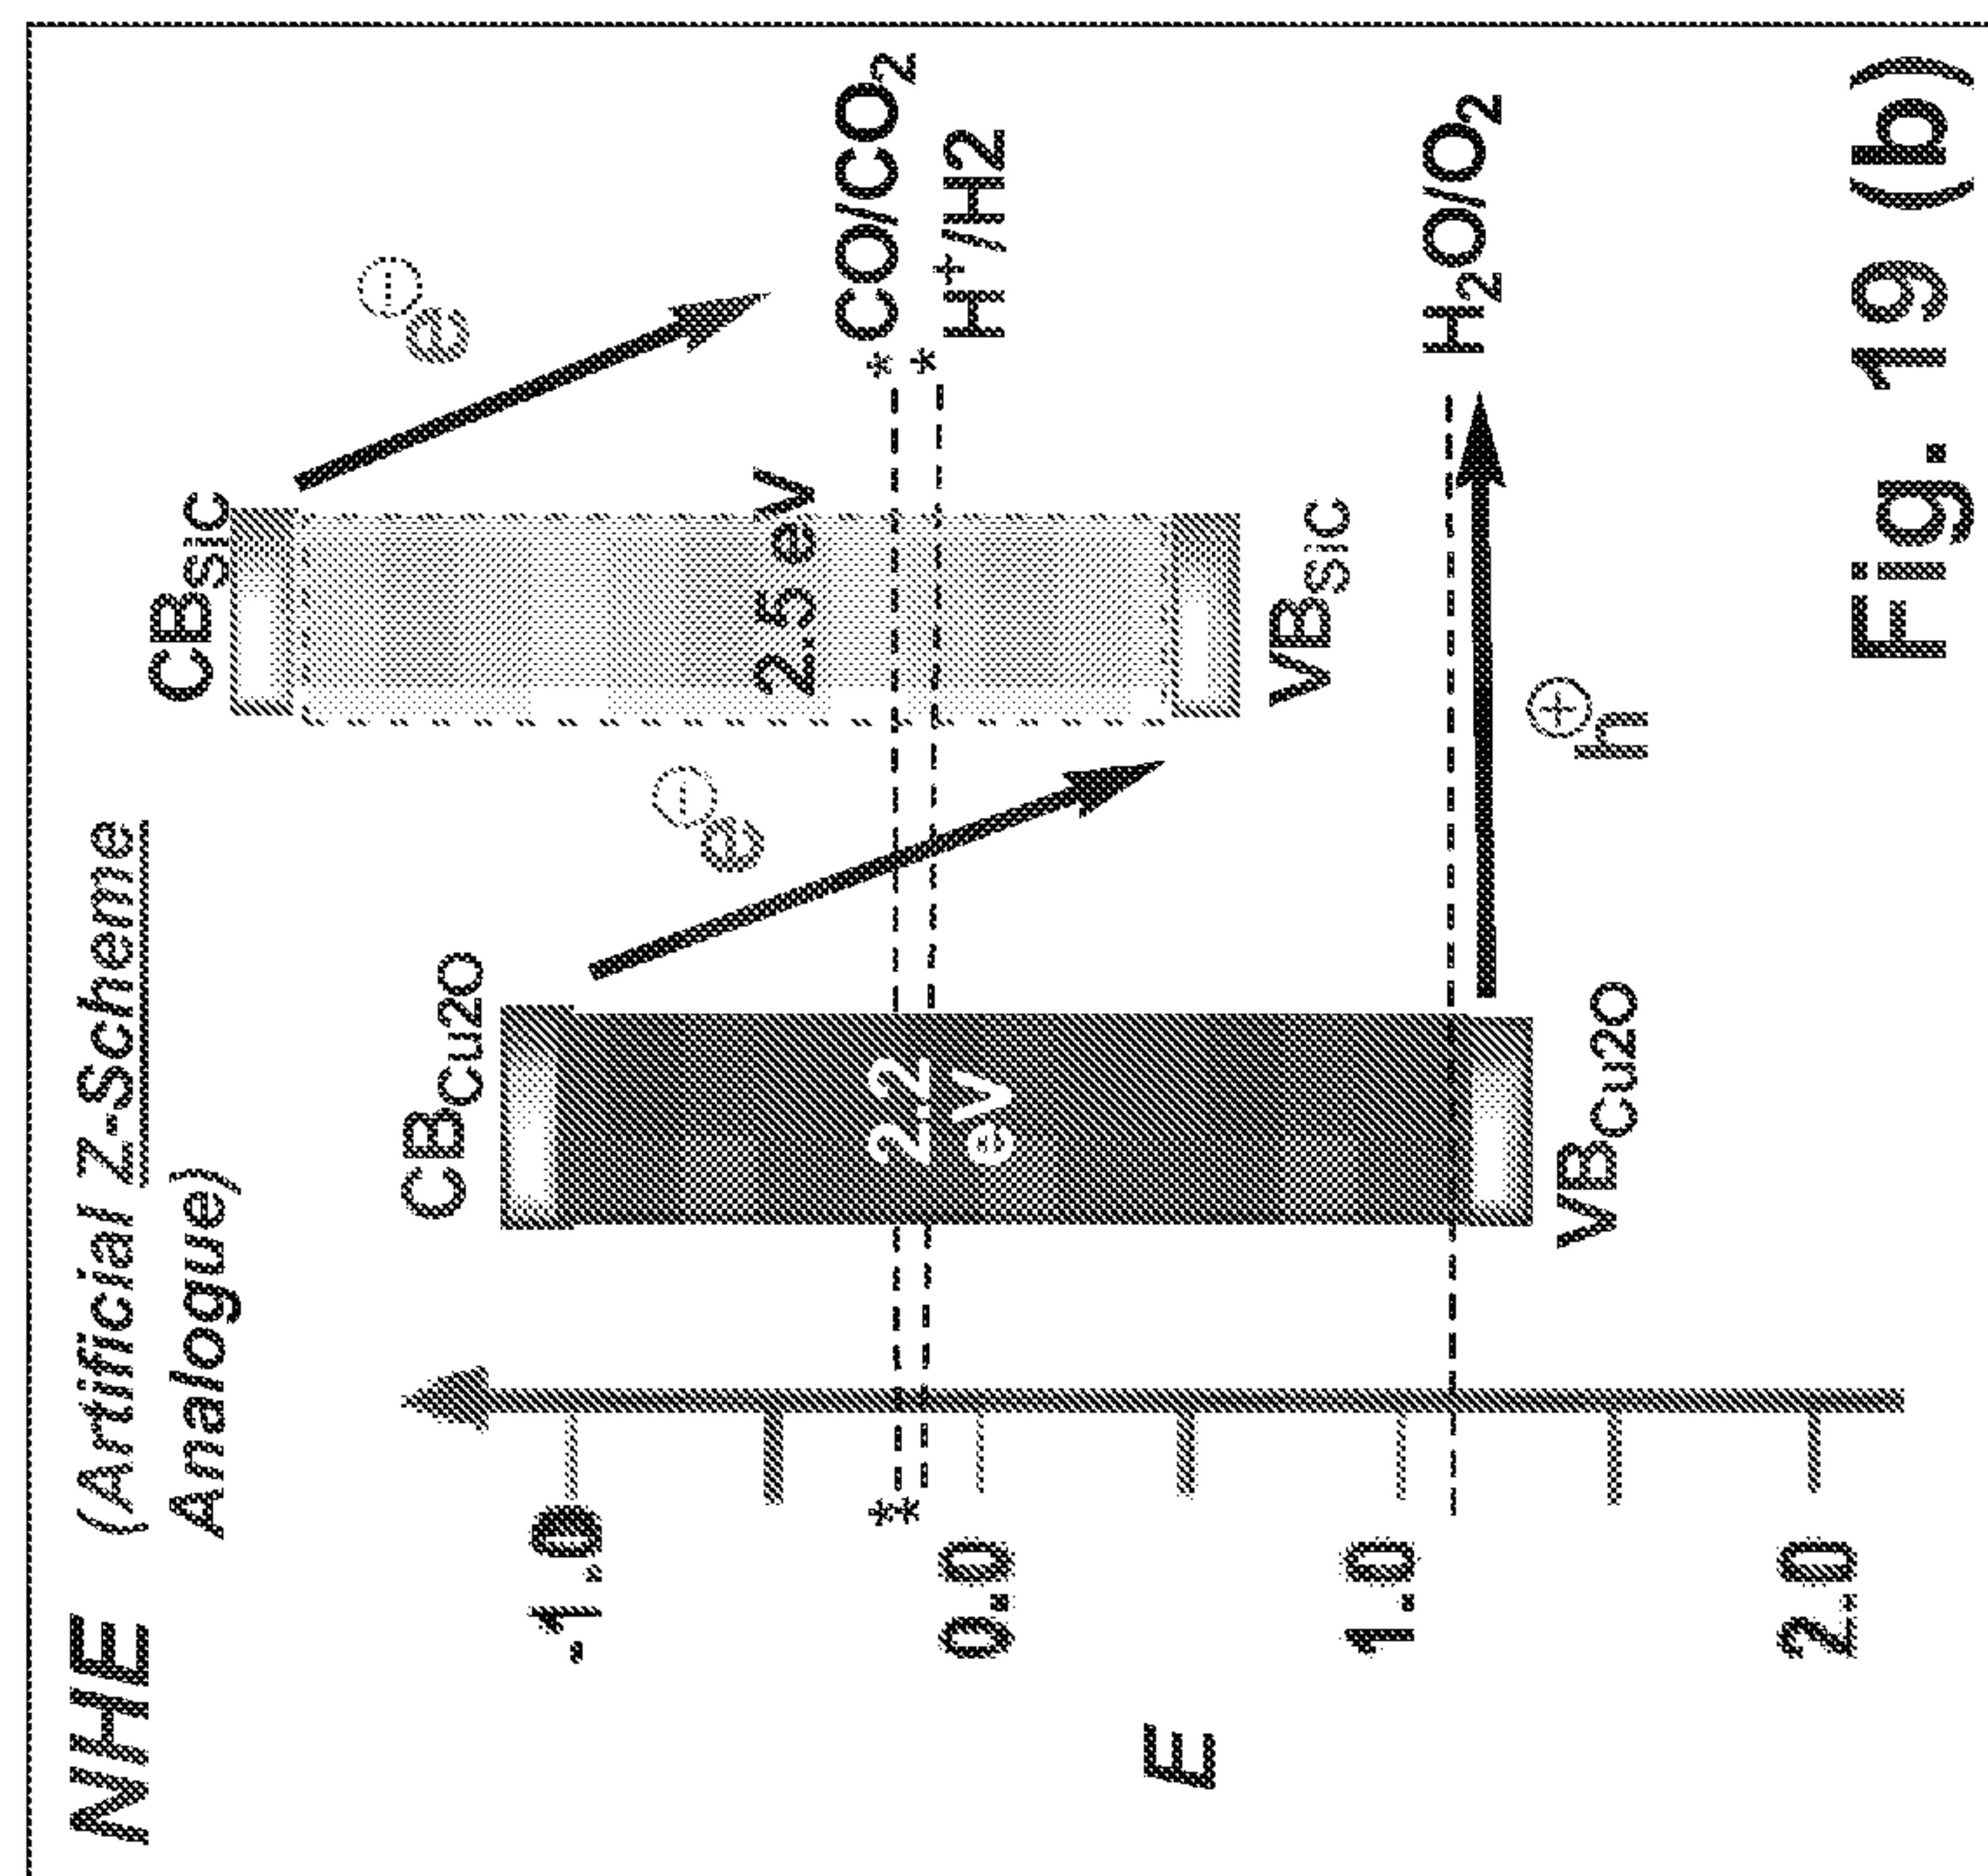 NHE (Artificial Z-Scheme
Analogue)
CB_SiC
CB_Cu2O
-1.0
0.0
1.0
2.0
E
2.2
eV
2.5 eV
e⊖
e⊖
* CO/CO₂
* H⁺/H2
*
*
VB_SiC
H₂O/O₂
VB_Cu2O
h⊕
Fig. 19 (b)